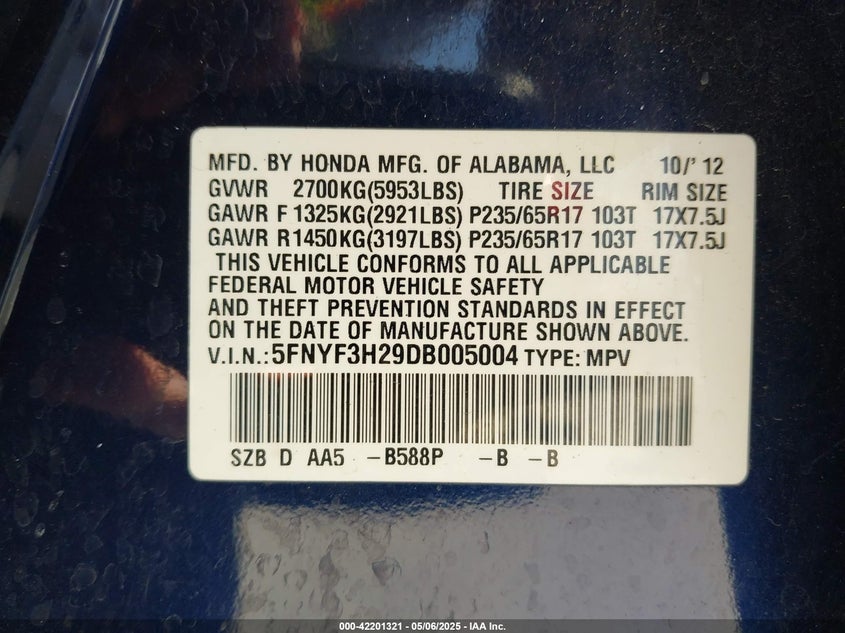 MFD. BY HONDA MFG. OF ALABAMA, LLC 10/' 12
GVWR 2700KG(5953LBS) TIRE SIZE RIM SIZE
GAWR F 1325KG(2921LBS) P235/65R17 103T 17X7.5J
GAWR R1450KG(3197LBS) P235/65R17 103T 17X7.5J
THIS VEHICLE CONFORMS TO ALL APPLICABLE
FEDERAL MOTOR VEHICLE SAFETY
AND THEFT PREVENTION STANDARDS IN EFFECT
ON THE DATE OF MANUFACTURE SHOWN ABOVE.
V.I.N.: 5FNYF3H29DB005004 TYPE: MPV
SZB D AA5 -B588P -B -B
000-42201321 - 05/06/2025 - IAA Inc.